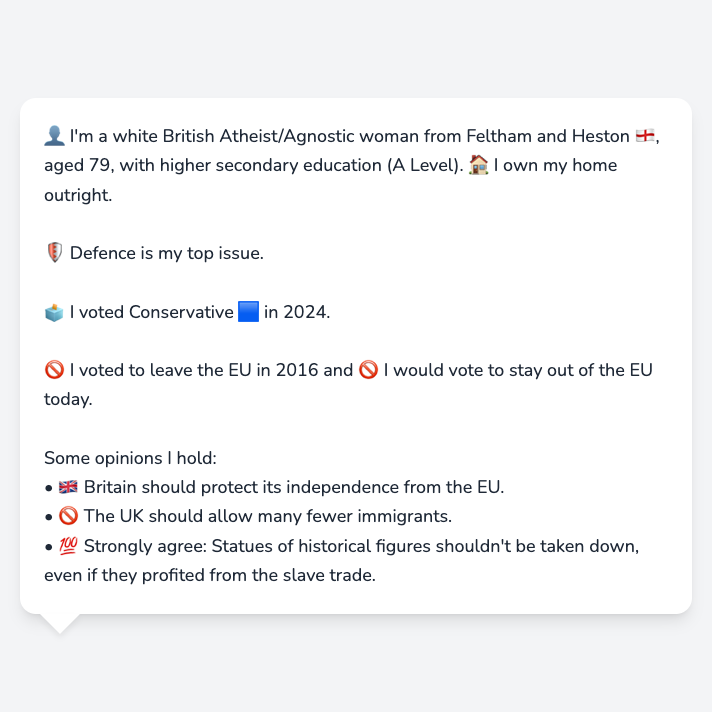 👤 I'm a white British Atheist/Agnostic woman from Feltham and Heston 🏴󠁧󠁢󠁥󠁮󠁧󠁿,
aged 79, with higher secondary education (A Level). 🏠 I own my home
outright.
🛡️ Defence is my top issue.
🗳️ I voted Conservative 🟦 in 2024.
🚫 I voted to leave the EU in 2016 and 🚫 I would vote to stay out of the EU
today.
Some opinions I hold:
• 🇬🇧 Britain should protect its independence from the EU.
• 🚫 The UK should allow many fewer immigrants.
• 💯 Strongly agree: Statues of historical figures shouldn't be taken down,
even if they profited from the slave trade.